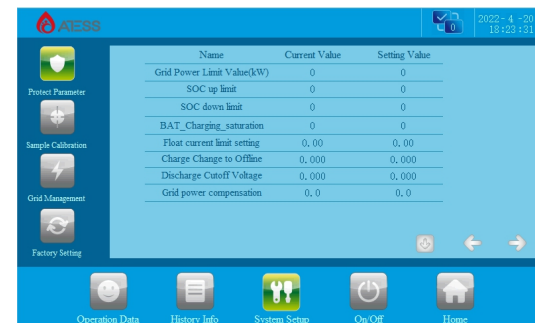 ATESS
0
2022- 4 -20
18:23:31
Name Current Value Setting Value
Grid Power Limit Value(kW) 0 0
SOC up limit 0 0
SOC down limit 0 0
BAT_Charging_saturation 0 0
Float current limit setting 0.00 0.00
Charge Change to Offline 0.000 0.000
Discharge Cutoff Voltage 0.000 0.000
Grid power compensation 0.0 0.0
Protect Parameter
Sample Calibration
Grid Management
Factory Setting
Operation Data History Info System Setup On/Off Home